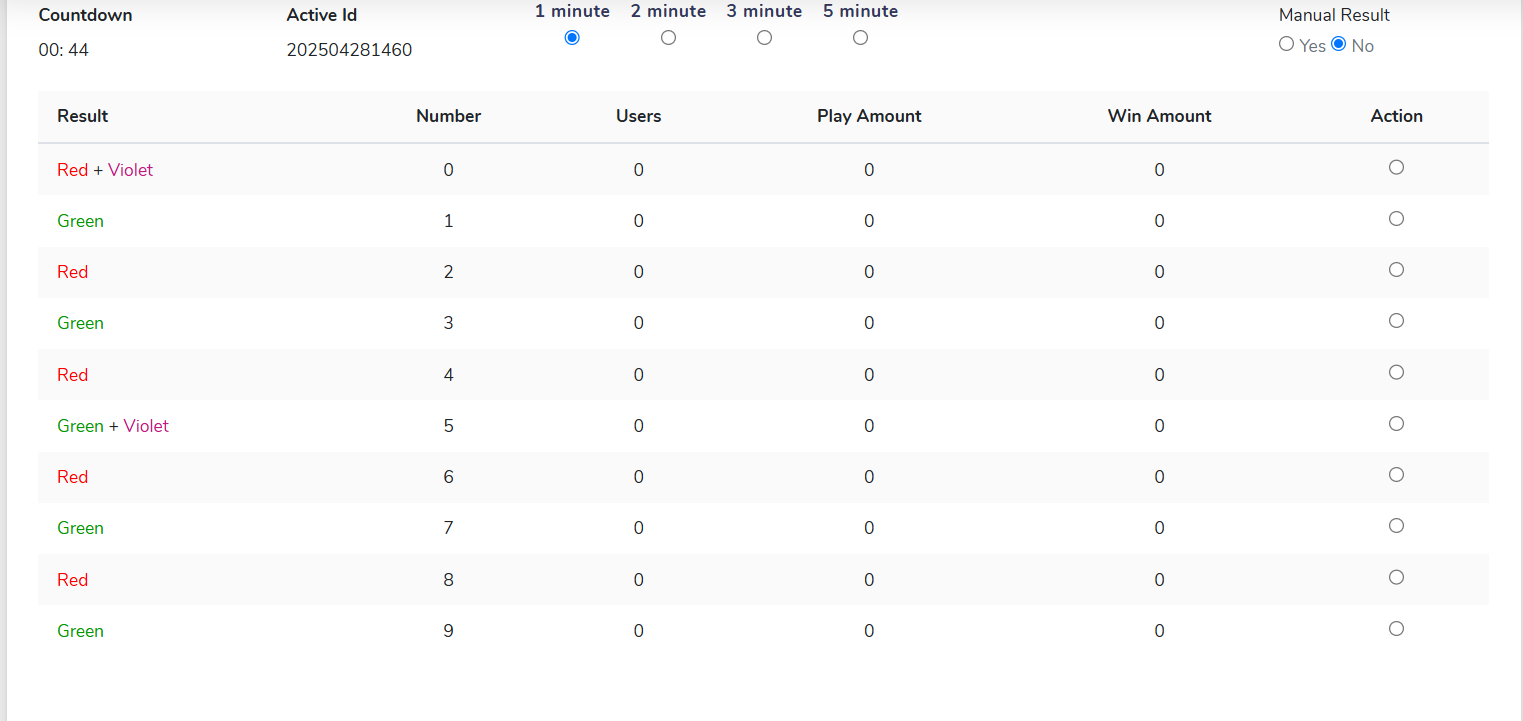 Countdown Active Id 1 minute 2 minute 3 minute 5 minute Manual Result
00: 44 202504281460 Yes No
Result Number Users Play Amount Win Amount Action
Red + Violet 0 0 0 0
Green 1 0 0 0
Red 2 0 0 0
Green 3 0 0 0
Red 4 0 0 0
Green + Violet 5 0 0 0
Red 6 0 0 0
Green 7 0 0 0
Red 8 0 0 0
Green 9 0 0 0